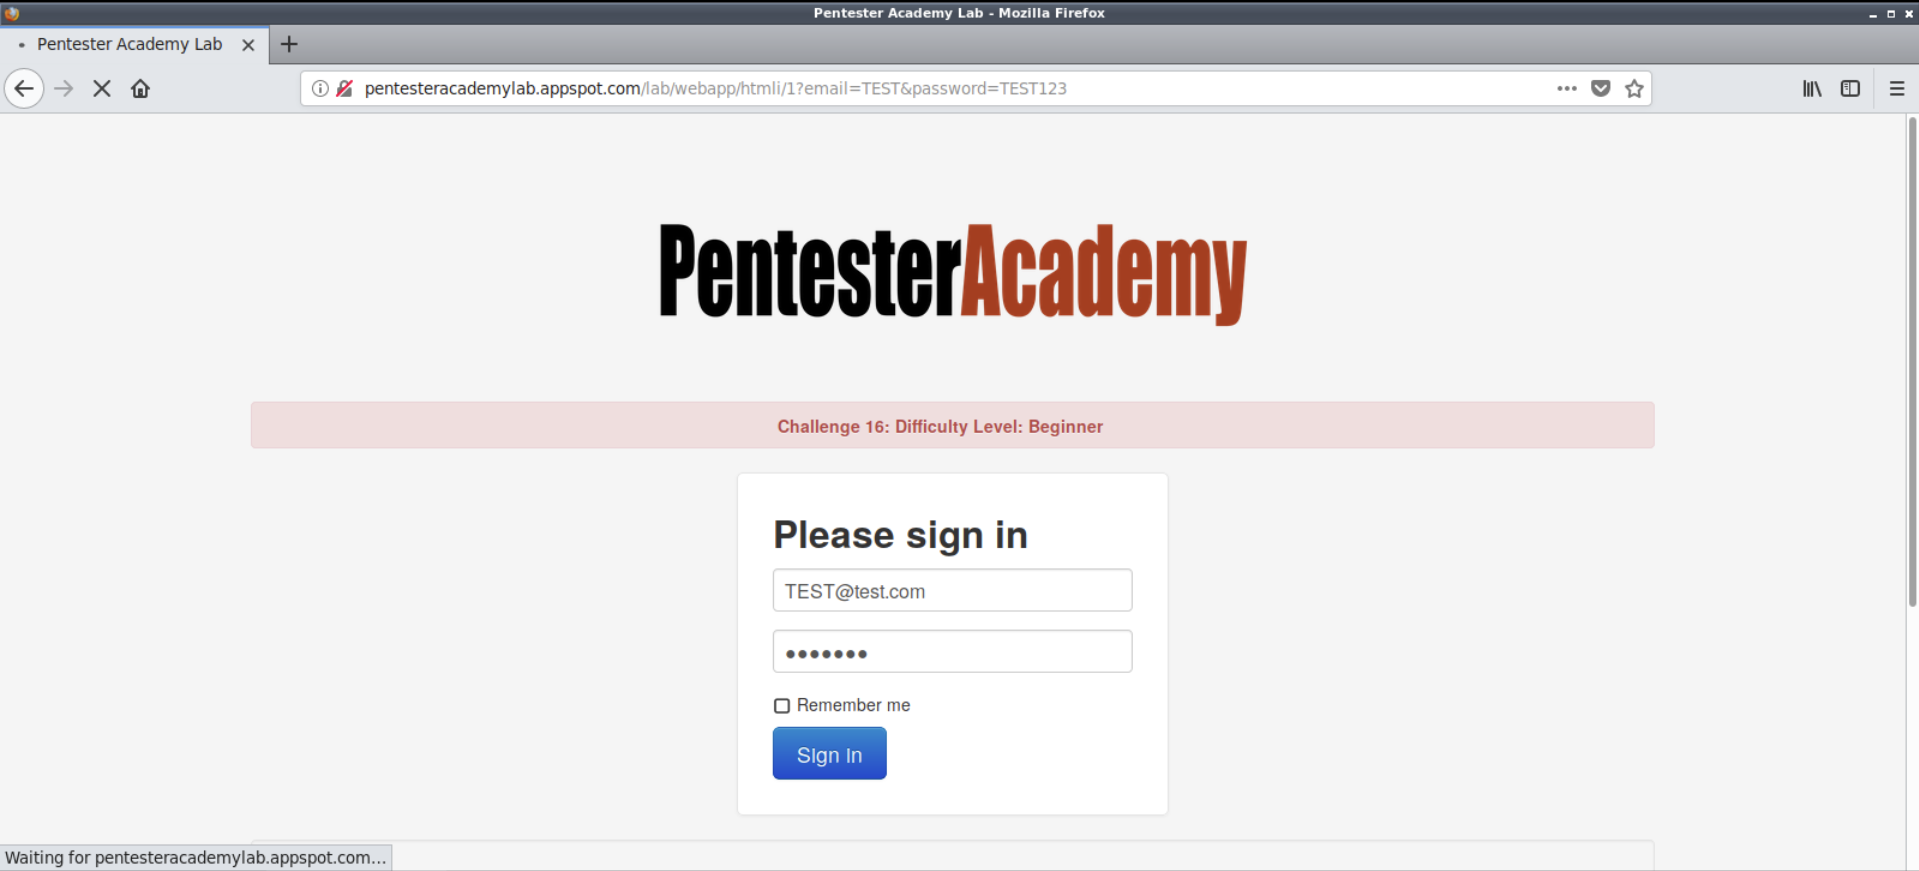 Pentester Academy Lab - Mozilla Firefox
Pentester Academy Lab
pentesteracademylab.appspot.com/lab/webapp/htmli/1?email=TEST&password=TEST123
PentesterAcademy
Challenge 16: Difficulty Level: Beginner
Please sign in
TEST@test.com
•••••••
Remember me
Sign in
Waiting for pentesteracademylab.appspot.com...